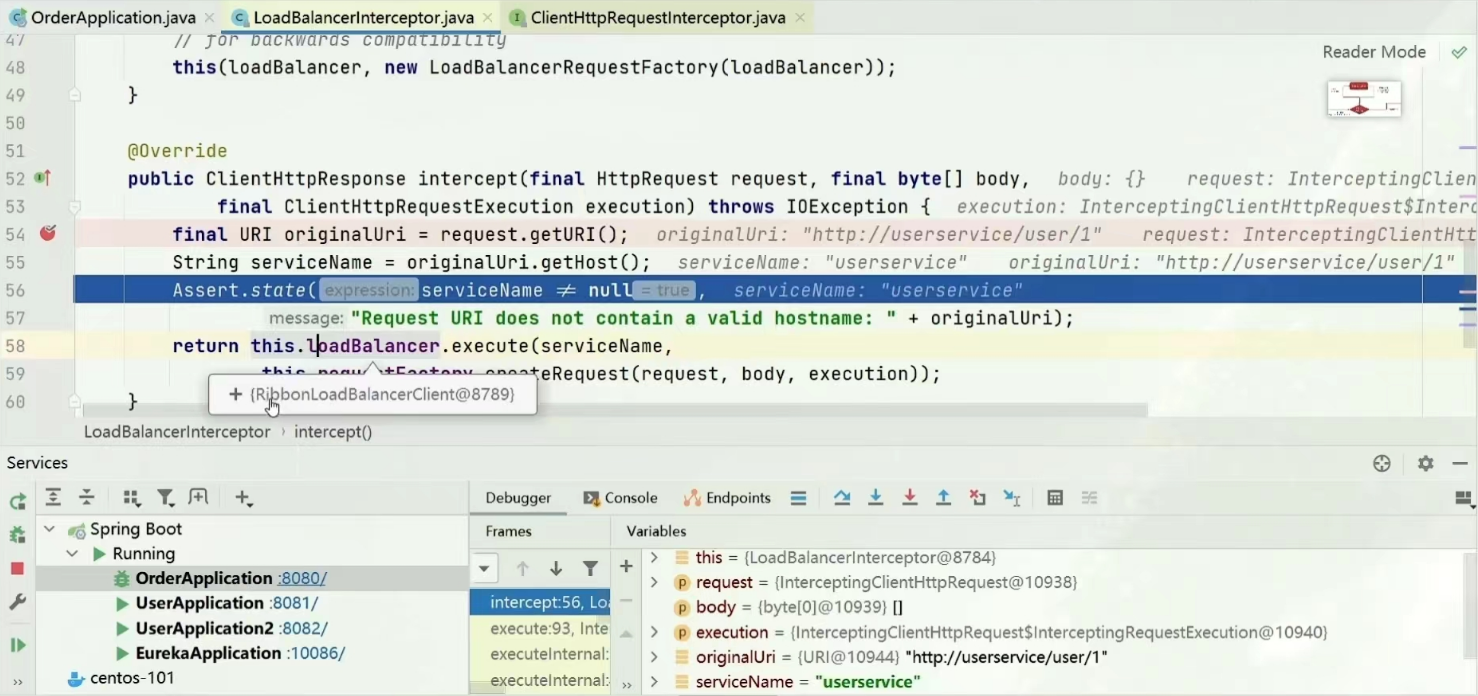 OrderApplication.java × LoadBalancerInterceptor.java × ClientHttpRequestInterceptor.java ×
47 // for backwards compatibility
Reader Mode
48 this(loadBalancer, new LoadBalancerRequestFactory(loadBalancer));
49 }
50
51 @Override
52 public ClientHttpResponse intercept(final HttpRequest request, final byte[] body, body: {} request: InterceptingClien
53 final ClientHttpRequestExecution execution) throws IOException { execution: InterceptingClientHttpRequest$Interc
54 final URI originalUri = request.getURI(); originalUri: "http://userservice/user/1" request: InterceptingClientHtt
55 String serviceName = originalUri.getHost(); serviceName: "userservice" originalUri: "http://userservice/user/1"
56 Assert.state( expression: serviceName ≠ null = true , serviceName: "userservice"
57 message: "Request URI does not contain a valid hostname: " + originalUri);
58 return this.loadBalancer.execute(serviceName,
59 this.requestFactory.createRequest(request, body, execution));
+ {RibbonLoadBalancerClient@8789}
60 }
LoadBalancerInterceptor › intercept()
Services
Debugger Console Endpoints
Spring Boot
Frames Variables
Running
this = {LoadBalancerInterceptor@8784}
OrderApplication :8080/
request = {InterceptingClientHttpRequest@10938}
UserApplication :8081/
intercept:56, Loa
body = {byte[0]@10939} []
UserApplication2 :8082/
execute:93, Inte
execution = {InterceptingClientHttpRequest$InterceptingRequestExecution@10940}
EurekaApplication :10086/
executeInternal:
originalUri = {URI@10944} "http://userservice/user/1"
centos-101
executeInternal:
serviceName = "userservice"